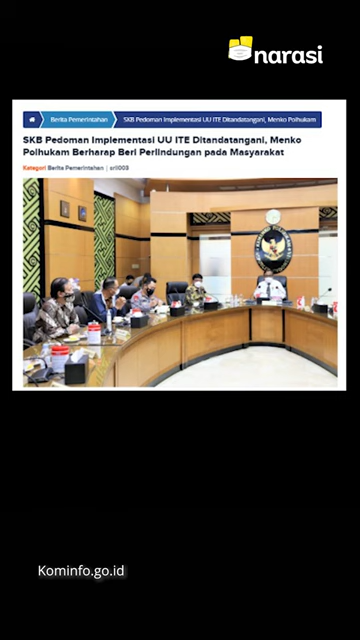 narasi
Berita Pemerintahan SKB Pedoman Implementasi UU ITE Ditandatangani, Menko Polhukam
SKB Pedoman Implementasi UU ITE Ditandatangani, Menko
Polhukam Berharap Beri Perlindungan pada Masyarakat
Kategori Berita Pemerintahan | srii003
Kominfo.go.id